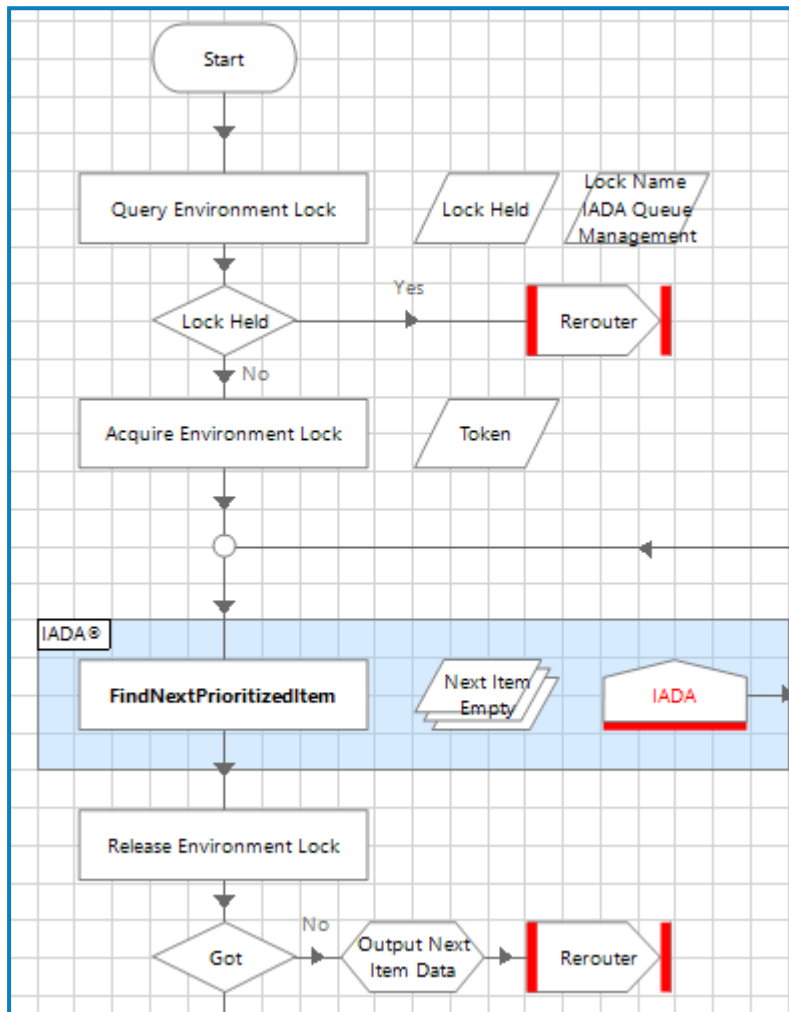 Start
Query Environment Lock
Lock Held
Lock Name
IADA Queue
Management
Lock Held
Yes
Rerouter
No
Acquire Environment Lock
Token
IADA®
FindNextPrioritizedItem
Next Item
Empty
IADA
Release Environment Lock
Got
No
Output Next
Item Data
Rerouter